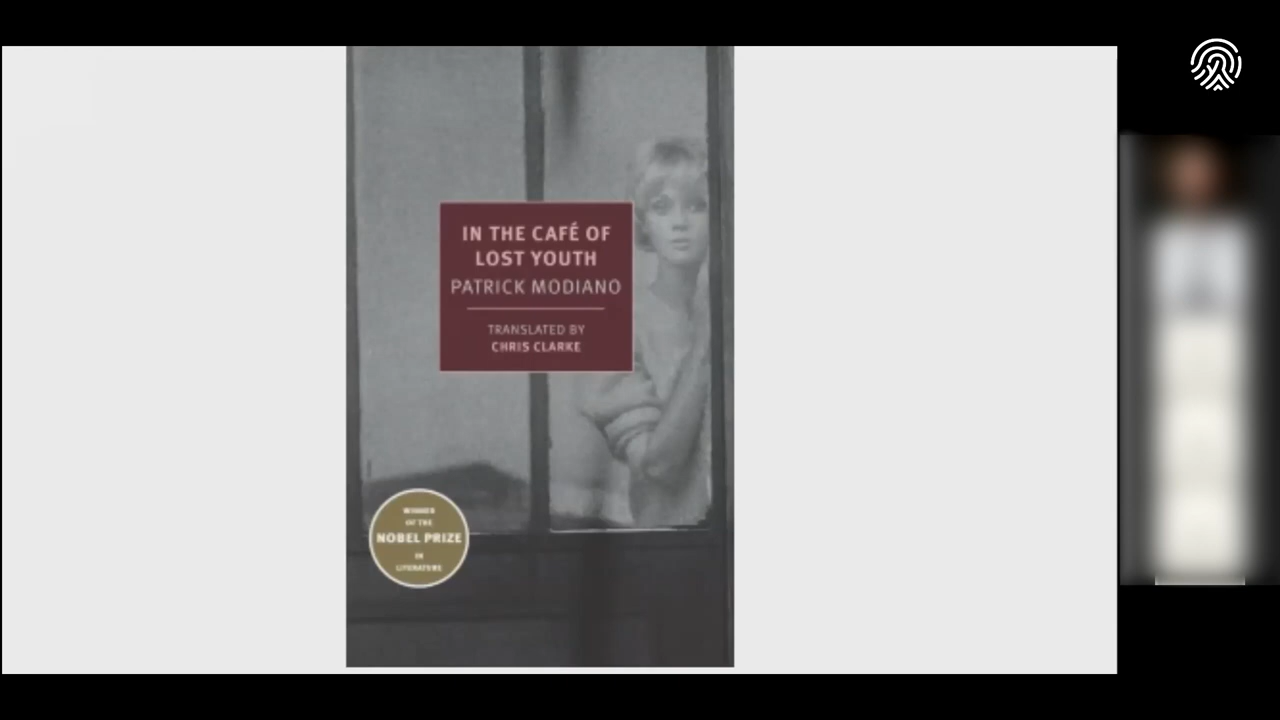 IN THE CAFÉ OF
LOST YOUTH
PATRICK MODIANO
TRANSLATED BY
CHRIS CLARKE
WINNER
OF THE
NOBEL PRIZE
IN
LITERATURE